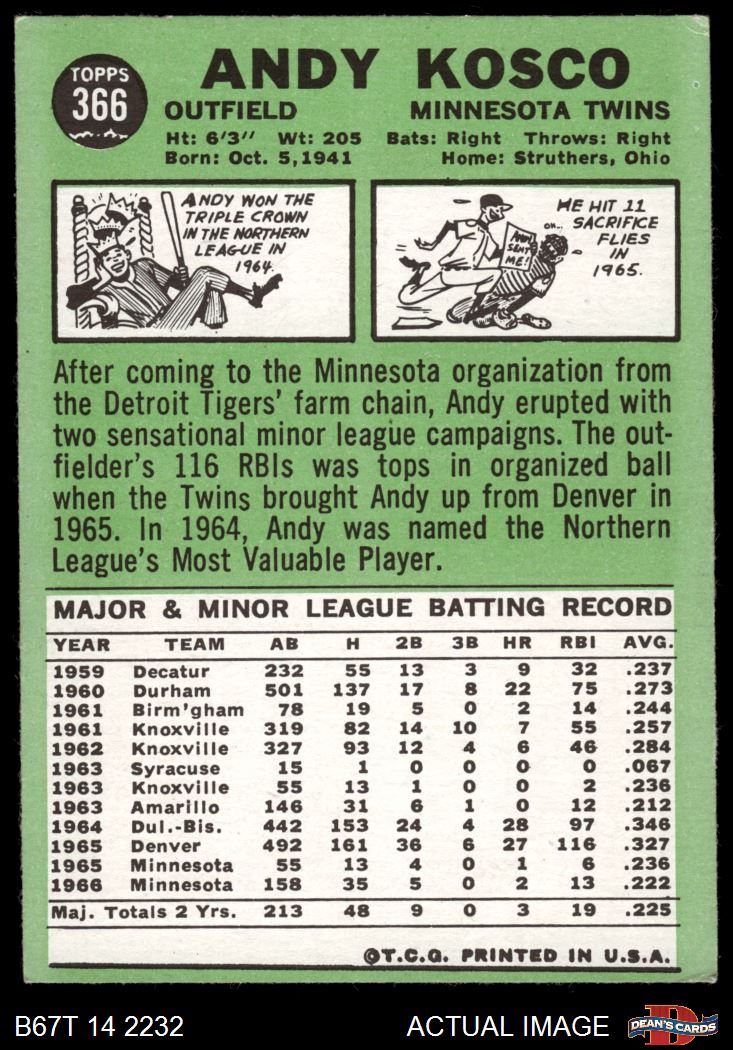 TOPPS
366
ANDY KOSCO
OUTFIELD MINNESOTA TWINS
Ht: 6'3" Wt: 205 Bats: Right Throws: Right
Born: Oct. 5, 1941 Home: Struthers, Ohio
ANDY WON THE
TRIPLE CROWN
IN THE NORTHERN
LEAGUE IN
1964.
HE HIT 11
SACRIFICE
FLIES
IN
1965.
OH...
ANDY
SENT
ME!
After coming to the Minnesota organization from
the Detroit Tigers' farm chain, Andy erupted with
two sensational minor league campaigns. The out-
fielder's 116 RBIs was tops in organized ball
when the Twins brought Andy up from Denver in
1965. In 1964, Andy was named the Northern
League's Most Valuable Player.
MAJOR & MINOR LEAGUE BATTING RECORD
YEAR TEAM AB H 2B 3B HR RBI AVG.
1959 Decatur 232 55 13 3 9 32 .237
1960 Durham 501 137 17 8 22 75 .273
1961 Birm'gham 78 19 5 0 2 14 .244
1961 Knoxville 319 82 14 10 7 55 .257
1962 Knoxville 327 93 12 4 6 46 .284
1963 Syracuse 15 1 0 0 0 0 .067
1963 Knoxville 55 13 1 0 0 2 .236
1963 Amarillo 146 31 6 1 0 12 .212
1964 Dul.-Bis. 442 153 24 4 28 97 .346
1965 Denver 492 161 36 6 27 116 .327
1965 Minnesota 55 13 4 0 1 6 .236
1966 Minnesota 158 35 5 0 2 13 .222
Maj. Totals 2 Yrs. 213 48 9 0 3 19 .225
©T.C.G. PRINTED IN U.S.A.
B67T 14 2232 ACTUAL IMAGE
DEAN'S CARDS